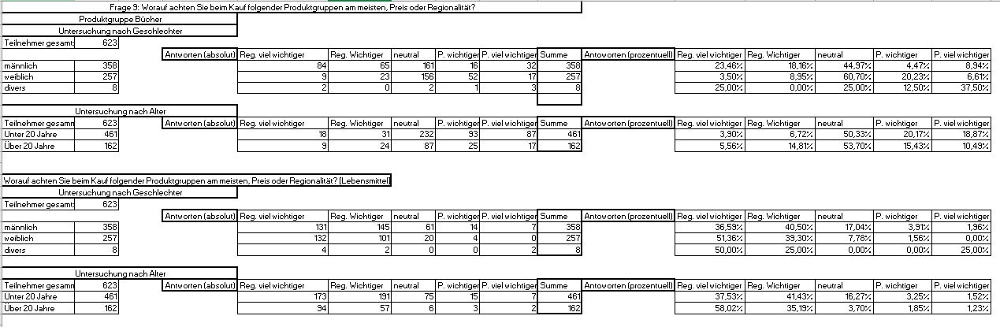 Frage 9: Worauf achten Sie beim Kauf folgender Produktgruppen am meisten, Preis oder Regionalität?
Produktgruppe Bücher
Untersuchung nach Geschlechter
Teilnehmer gesamt: 623
Antworten (absolut) Reg. viel wichtiger Reg. Wichtiger neutral P. wichtiger P. viel wichtiger Summe Antoworten (prozentuell) Reg. viel wichtiger Reg. Wichtiger neutral P. wichtiger P. viel wichtiger
männlich 358 84 65 161 16 32 358 23,46% 18,16% 44,97% 4,47% 8,94%
weiblich 257 9 23 156 52 17 257 3,50% 8,95% 60,70% 20,23% 6,61%
divers 8 2 0 2 1 3 8 25,00% 0,00% 25,00% 12,50% 37,50%
Untersuchung nach Alter
Teilnehmer gesamm 623 Antworten (absolut) Reg. viel wichtiger Reg. Wichtiger neutral P. wichtiger P. viel wichtiger Summe Antoworten (prozentuell) Reg. viel wichtiger Reg. Wichtiger neutral P. wichtiger P. viel wichtiger
Unter 20 Jahre 461 18 31 232 93 87 461 3,90% 6,72% 50,33% 20,17% 18,87%
Über 20 Jahre 162 9 24 87 25 17 162 5,56% 14,81% 53,70% 15,43% 10,49%
Worauf achten Sie beim Kauf folgender Produktgruppen am meisten, Preis oder Regionalität? [Lebensmittel]
Untersuchung nach Geschlechter
Teilnehmer gesamt: 623
Antworten (absolut) Reg. viel wichtiger Reg. Wichtiger neutral P. wichtiger P. viel wichtiger Summe Antoworten (prozentuell) Reg. viel wichtiger Reg. Wichtiger neutral P. wichtiger P. viel wichtiger
männlich 358 131 145 61 14 7 358 36,59% 40,50% 17,04% 3,91% 1,96%
weiblich 257 132 101 20 4 0 257 51,36% 39,30% 7,78% 1,56% 0,00%
divers 8 4 2 0 0 2 8 50,00% 25,00% 0,00% 0,00% 25,00%
Untersuchung nach Alter
Teilnehmer gesamm 623 Antworten (absolut) Reg. viel wichtiger Reg. Wichtiger neutral P. wichtiger P. viel wichtiger Summe Antoworten (prozentuell) Reg. viel wichtiger Reg. Wichtiger neutral P. wichtiger P. viel wichtiger
Unter 20 Jahre 461 173 191 75 15 7 461 37,53% 41,43% 16,27% 3,25% 1,52%
Über 20 Jahre 162 94 57 6 3 2 162 58,02% 35,19% 3,70% 1,85% 1,23%